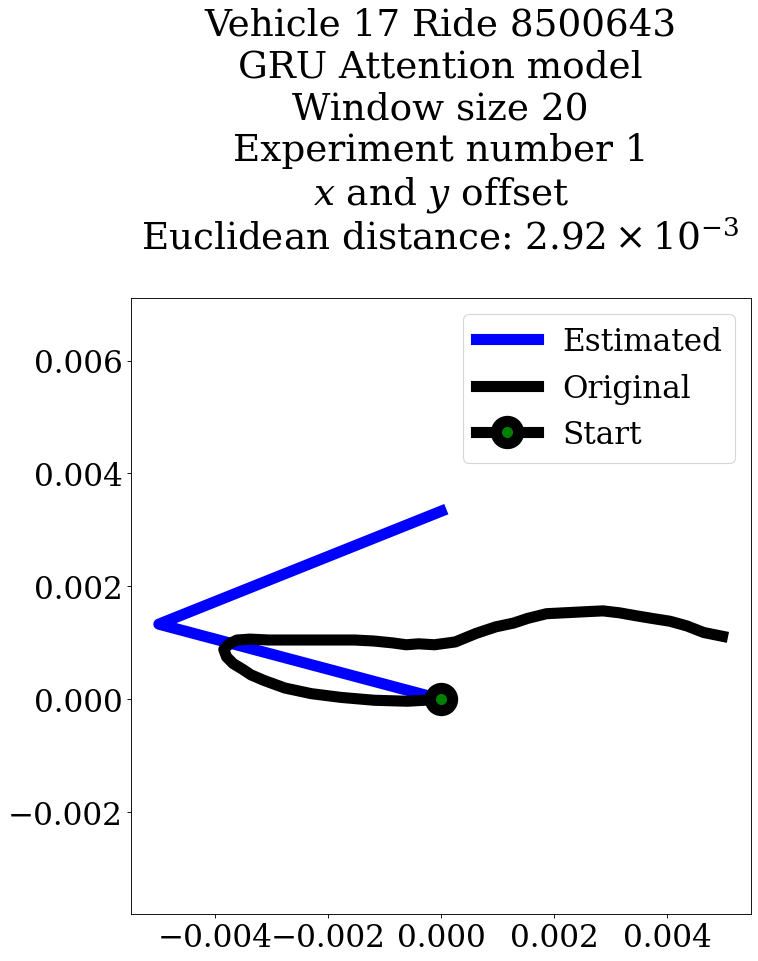 Vehicle 17 Ride 8500643
GRU Attention model
Window size 20
Experiment number 1
x and y offset
Euclidean distance: 2.92 × 10⁻³
Estimated
Original
Start
0.006
0.004
0.002
0.000
−0.002
−0.004 −0.002 0.000 0.002 0.004